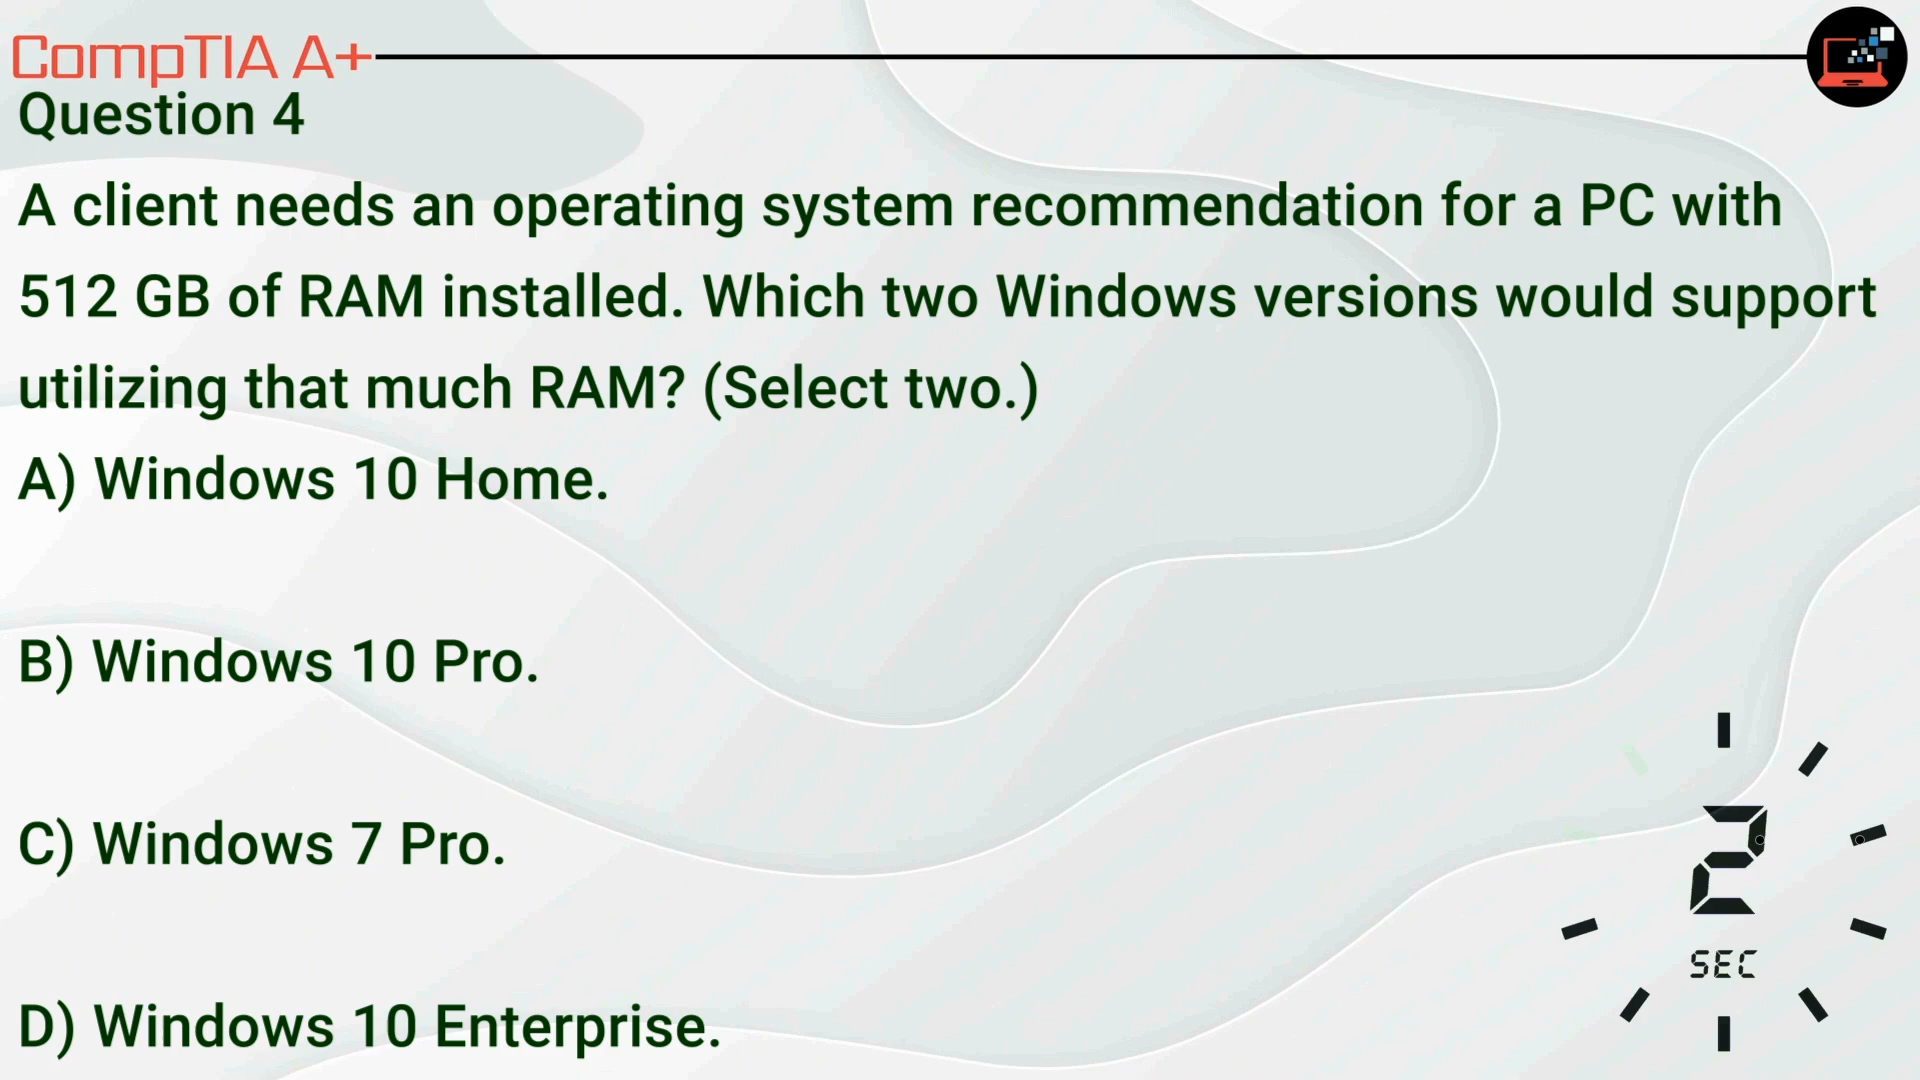 CompTIA A+
Question 4
A client needs an operating system recommendation for a PC with
512 GB of RAM installed. Which two Windows versions would support
utilizing that much RAM? (Select two.)
A) Windows 10 Home.
B) Windows 10 Pro.
C) Windows 7 Pro.
D) Windows 10 Enterprise.
2
SEC